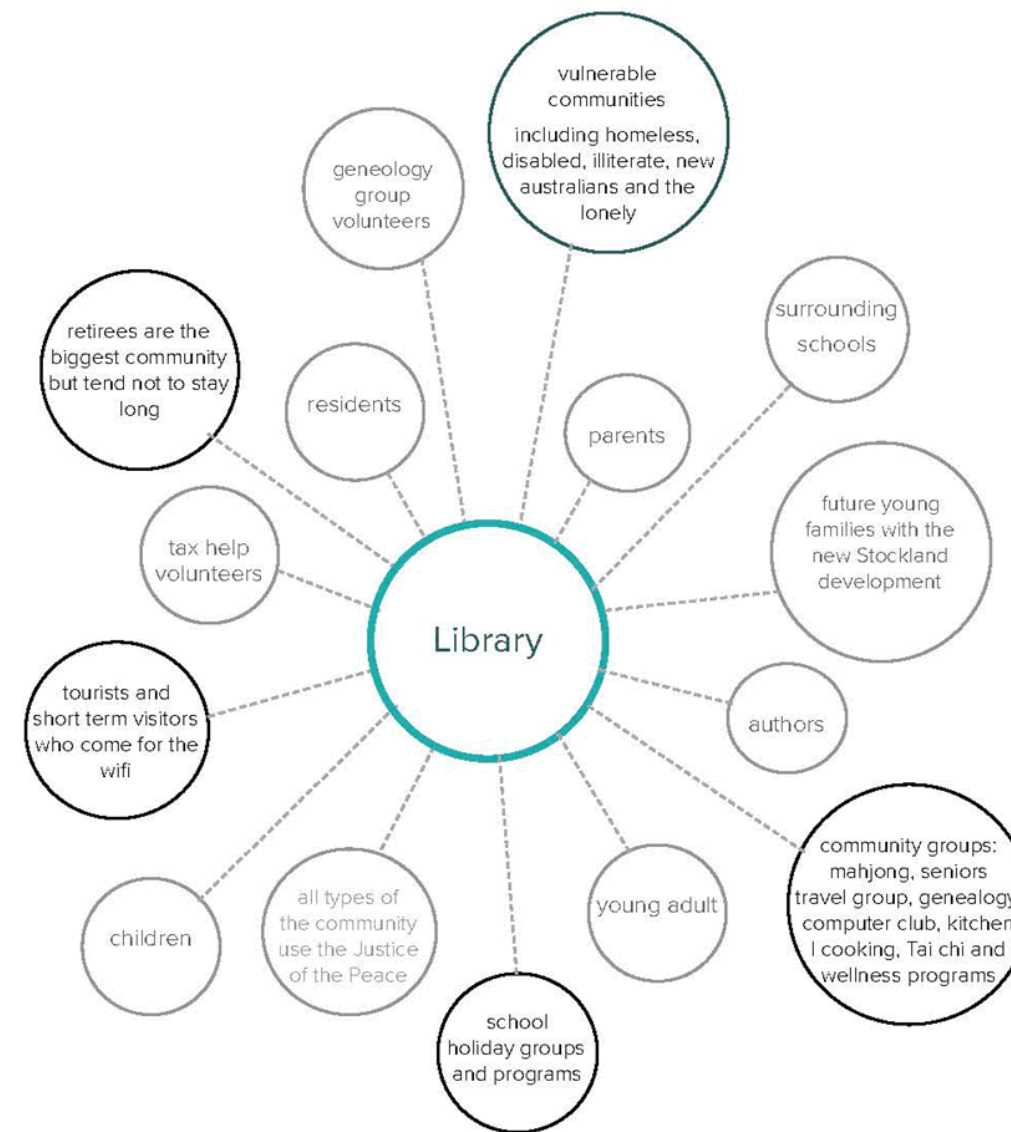 vulnerable
communities
including homeless,
disabled, illiterate, new
australians and the
lonely
geneology
group
volunteers
surrounding
schools
retirees are the
biggest community
but tend not to stay
long
residents
parents
future young
families with the
new Stockland
development
tax help
volunteers
Library
tourists and
short term visitors
who come for the
wifi
authors
community groups:
mahjong, seniors
travel group, genealogy
computer club, kitchen
l cooking, Tai chi and
wellness programs
children
all types of
the community
use the Justice
of the Peace
young adult
school
holiday groups
and programs